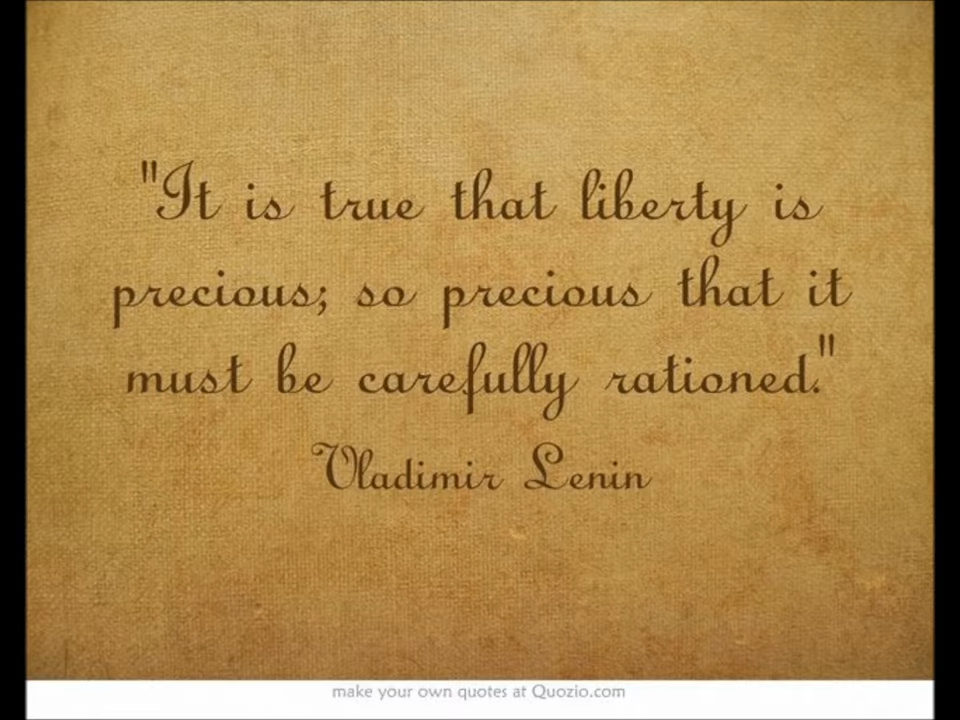 "It is true that liberty is
precious; so precious that it
must be carefully rationed."
Vladimir Lenin
make your own quotes at Quozio.com